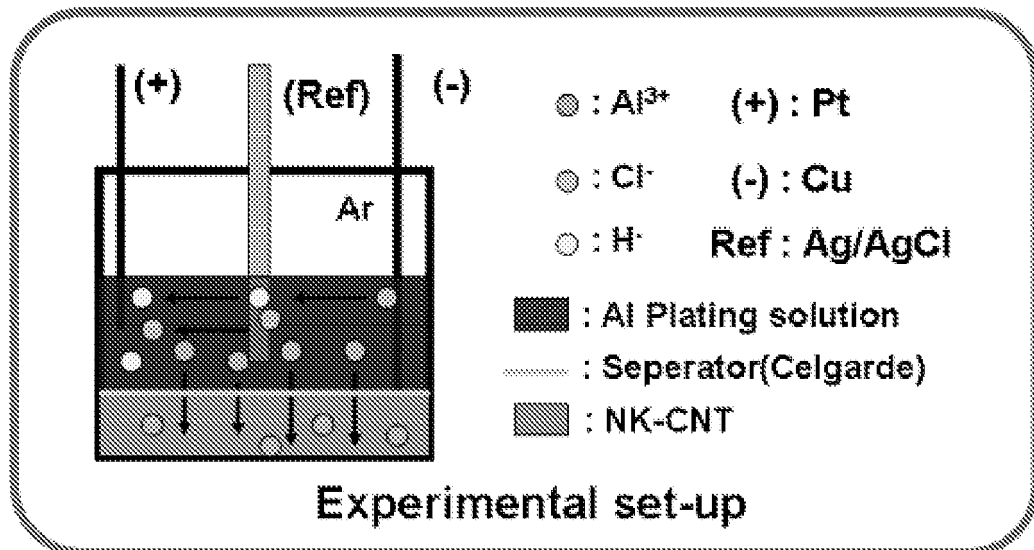 (+)
(Ref)
(-)
Ar
: Al³⁺
(+) : Pt
: Cl⁻
(-) : Cu
: H⁻
Ref : Ag/AgCl
: Al Plating solution
: Seperator(Celgarde)
: NK-CNT
Experimental set-up